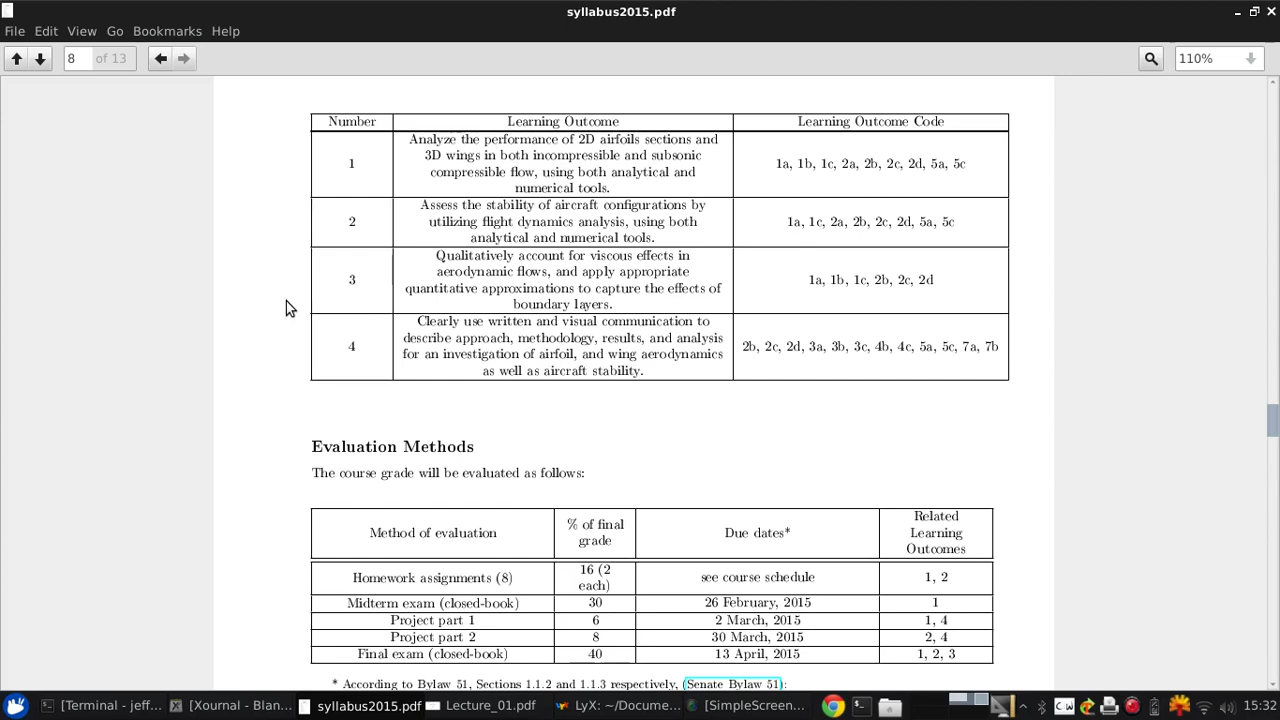 syllabus2015.pdf
File Edit View Go Bookmarks Help
8 of 13 110%
Number Learning Outcome Learning Outcome Code
1 Analyze the performance of 2D airfoils sections and
3D wings in both incompressible and subsonic
compressible flow, using both analytical and
numerical tools. 1a, 1b, 1c, 2a, 2b, 2c, 2d, 5a, 5c
2 Assess the stability of aircraft configurations by
utilizing flight dynamics analysis, using both
analytical and numerical tools. 1a, 1c, 2a, 2b, 2c, 2d, 5a, 5c
3 Qualitatively account for viscous effects in
aerodynamic flows, and apply appropriate
quantitative approximations to capture the effects of
boundary layers. 1a, 1b, 1c, 2b, 2c, 2d
4 Clearly use written and visual communication to
describe approach, methodology, results, and analysis
for an investigation of airfoil, and wing aerodynamics
as well as aircraft stability. 2b, 2c, 2d, 3a, 3b, 3c, 4b, 4c, 5a, 5c, 7a, 7b
Evaluation Methods
The course grade will be evaluated as follows:
Method of evaluation % of final
grade Due dates* Related
Learning
Outcomes
Homework assignments (8) 16 (2
each) see course schedule 1, 2
Midterm exam (closed-book) 30 26 February, 2015 1
Project part 1 6 2 March, 2015 1, 4
Project part 2 8 30 March, 2015 2, 4
Final exam (closed-book) 40 13 April, 2015 1, 2, 3
* According to Bylaw 51, Sections 1.1.2 and 1.1.3 respectively, (Senate Bylaw 51):
[Terminal - jeff... [Xournal - Blan... syllabus2015.pdf Lecture_01.pdf LyX: ~/Docume... [SimpleScreen... CW 15:32